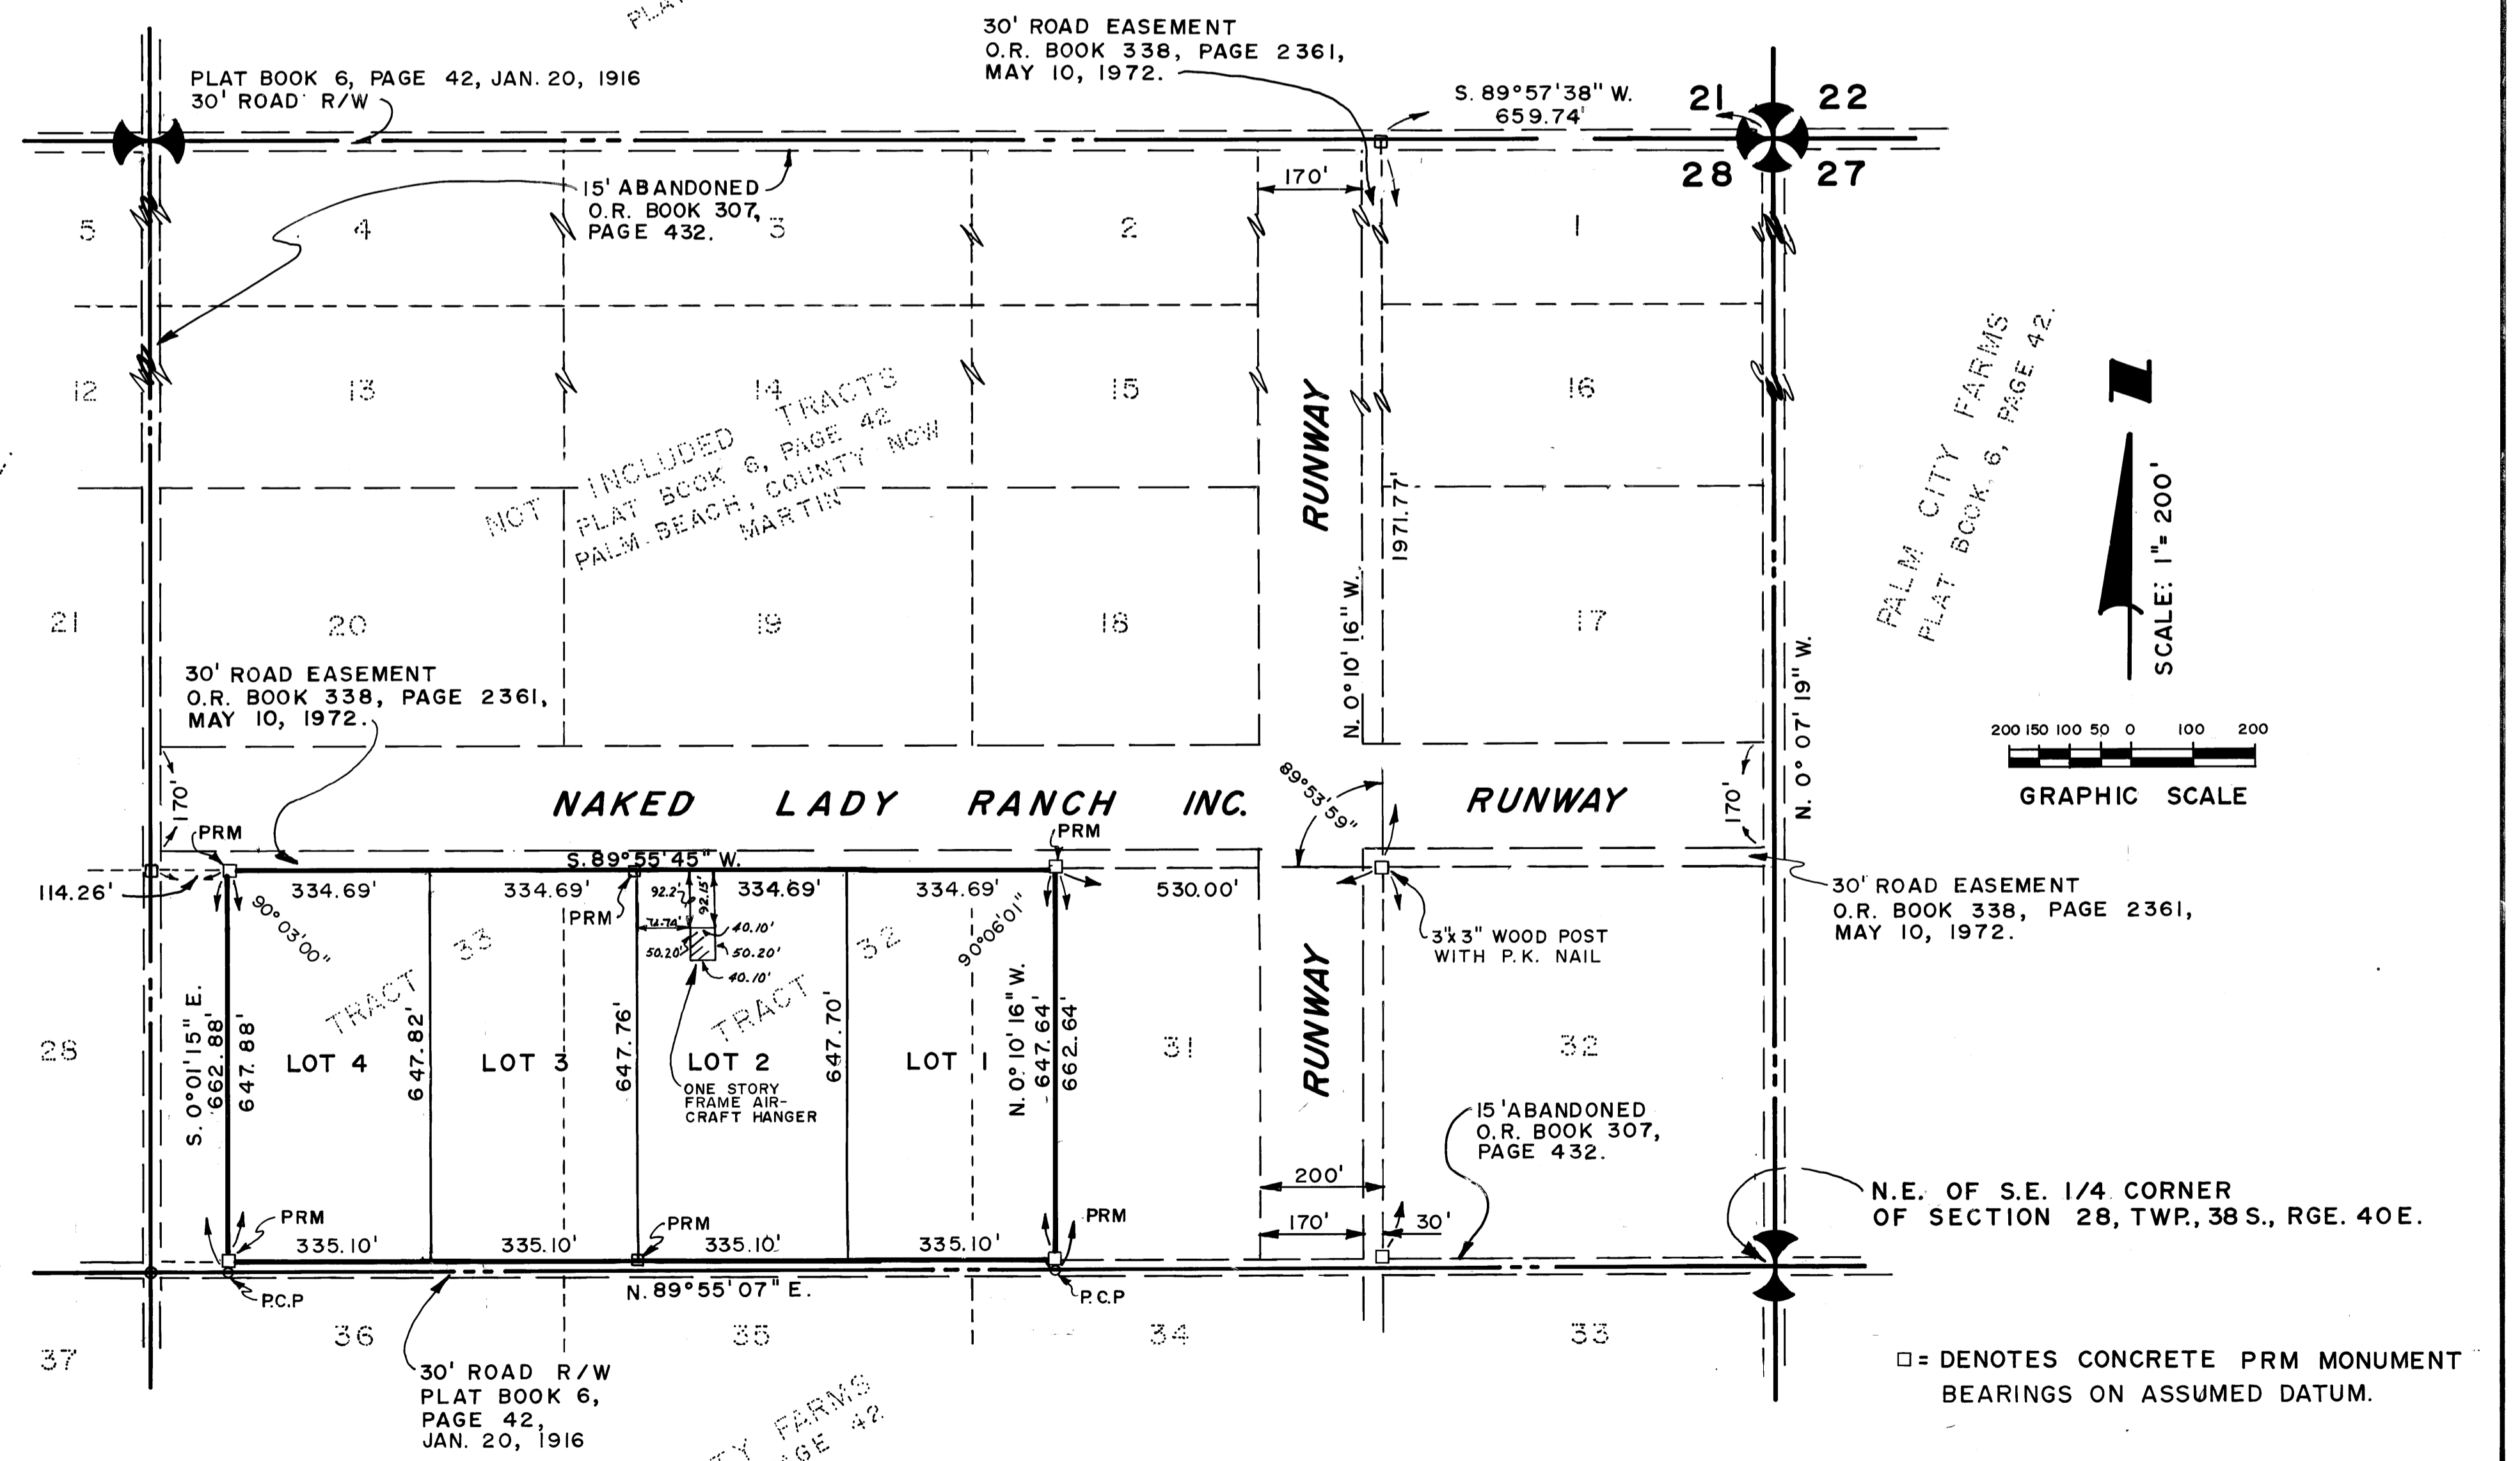 PLAT
30' ROAD EASEMENT
O.R. BOOK 338, PAGE 2361,
MAY 10, 1972.
PLAT BOOK 6, PAGE 42, JAN. 20, 1916
30' ROAD R/W
S. 89°57'38" W.
659.74'
21 22
28 27
15' ABANDONED
O.R. BOOK 307,
PAGE 432.
170'
5 4 3 2 1
12 13 14 15 16
NOT INCLUDED TRACTS
PLAT BOOK 6, PAGE 42
PALM BEACH, COUNTY NOW
MARTIN
RUNWAY
1971.77'
N. 0°10'16" W.
21 20 19 18 17
PALM CITY FARMS
PLAT BOOK 6, PAGE 42.
N
SCALE: 1"= 200'
200 150 100 50 0 100 200
GRAPHIC SCALE
N. 0° 07' 19" W.
30' ROAD EASEMENT
O.R. BOOK 338, PAGE 2361,
MAY 10, 1972.
170'
NAKED LADY RANCH INC. RUNWAY
89°53'59"
170'
PRM
PRM
S. 89°55'45" W.
114.26'
334.69' 334.69' 334.69' 334.69' 530.00'
92.2'
92.15'
PRM
40.10'
50.20'
50.20'
40.10'
90°03'00"
90°06'01"
3"x3" WOOD POST
WITH P.K. NAIL
30' ROAD EASEMENT
O.R. BOOK 338, PAGE 2361,
MAY 10, 1972.
TRACT 33
TRACT 32
S. 0°01'15" E.
662.88'
647.88'
647.82'
647.76'
647.70'
N. 0°10'16" W.
647.64'
662.64'
28 LOT 4 LOT 3 LOT 2 LOT 1 31 32
ONE STORY
FRAME AIR-
CRAFT HANGER
RUNWAY
15' ABANDONED
O.R. BOOK 307,
PAGE 432.
200'
170' 30'
N.E. OF S.E. 1/4 CORNER
OF SECTION 28, TWP., 38 S., RGE. 40 E.
PRM
PRM
PRM
335.10' 335.10' 335.10' 335.10'
P.C.P
N. 89°55'07" E.
P.C.P
37 36 35 34 33
30' ROAD R/W
PLAT BOOK 6,
PAGE 42,
JAN. 20, 1916
TY FARMS
AGE 42
□= DENOTES CONCRETE PRM MONUMENT
BEARINGS ON ASSUMED DATUM.